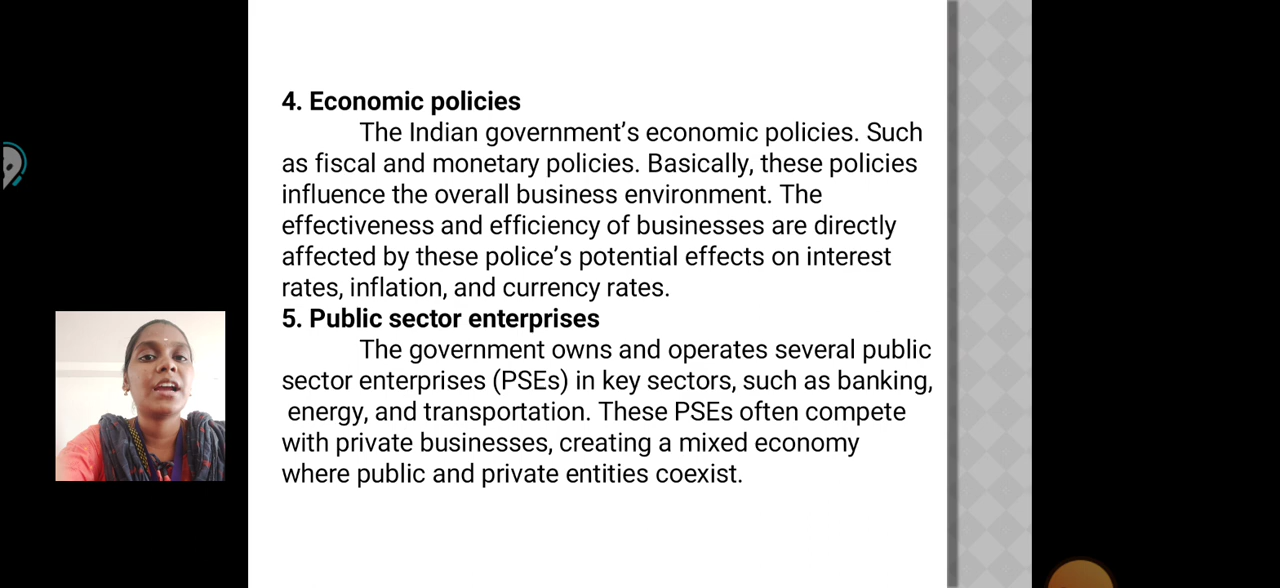 4. Economic policies
The Indian government’s economic policies. Such
as fiscal and monetary policies. Basically, these policies
influence the overall business environment. The
effectiveness and efficiency of businesses are directly
affected by these police’s potential effects on interest
rates, inflation, and currency rates.
5. Public sector enterprises
The government owns and operates several public
sector enterprises (PSEs) in key sectors, such as banking,
energy, and transportation. These PSEs often compete
with private businesses, creating a mixed economy
where public and private entities coexist.